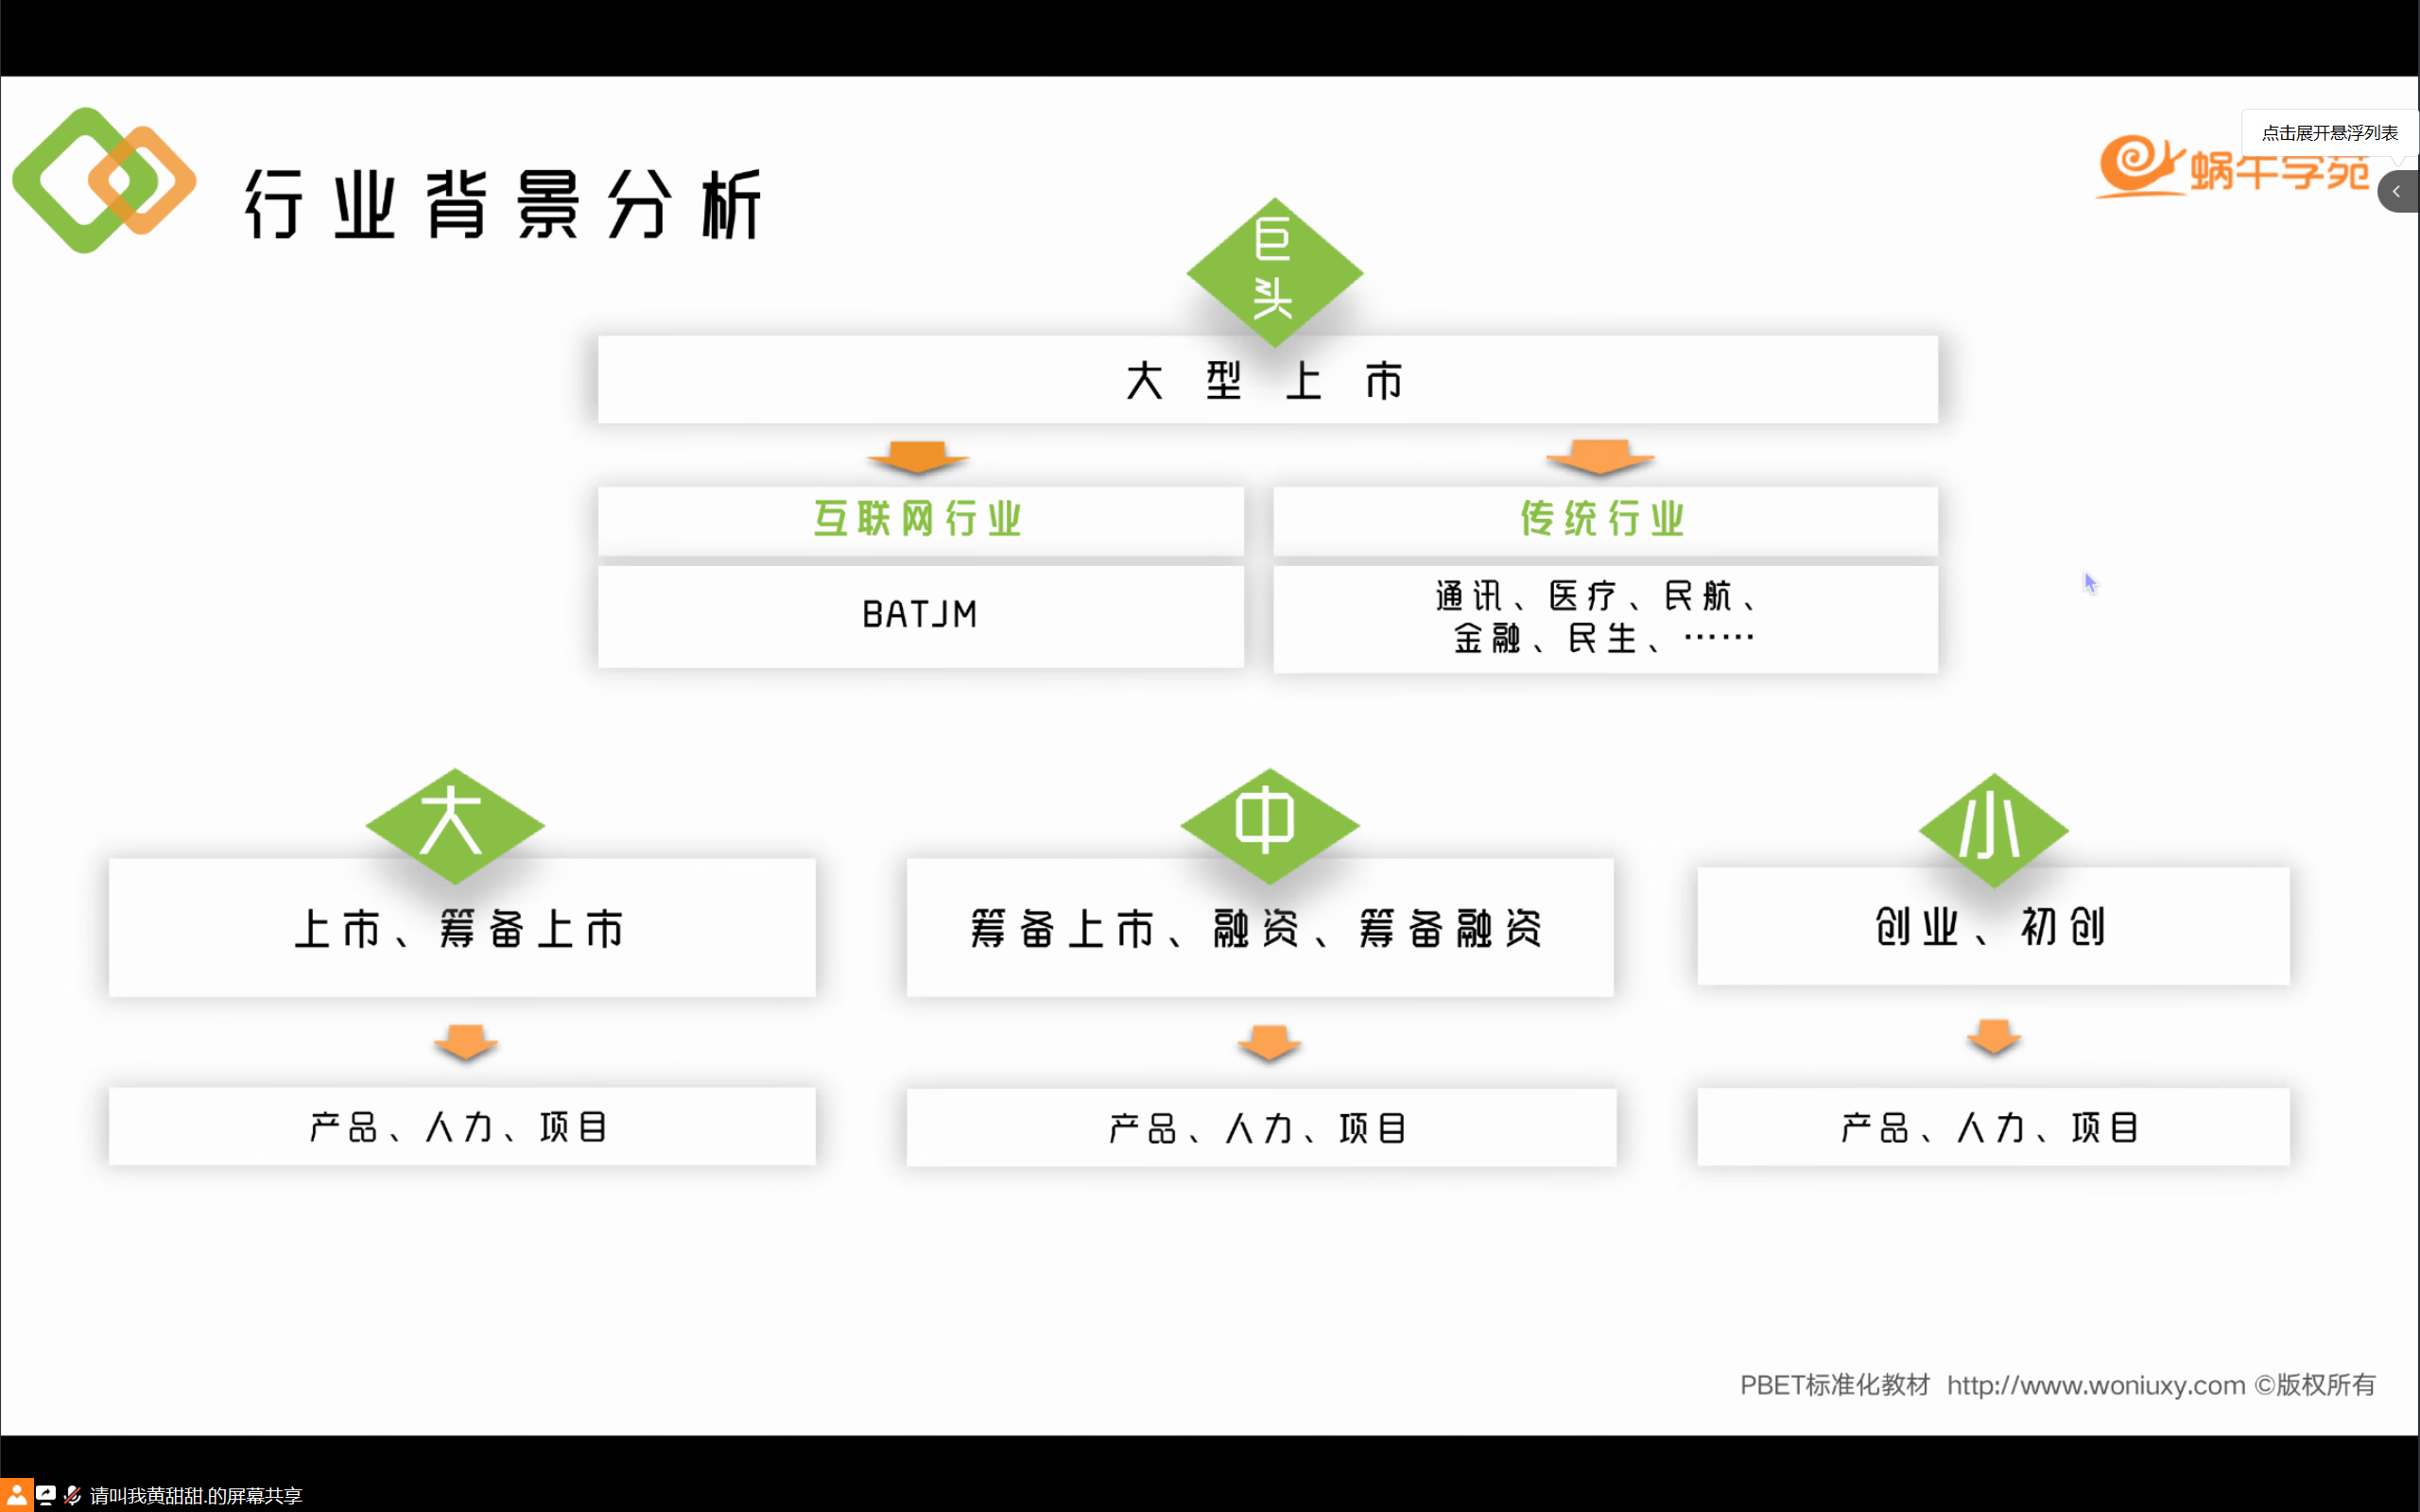 点击展开悬浮列表
蜗牛学苑
行业背景分析
巨
头
大型上市
互联网行业
传统行业
BATJM
通讯、医疗、民航、
金融、民生、……
大
中
小
上市、筹备上市
筹备上市、融资、筹备融资
创业、初创
产品、人力、项目
产品、人力、项目
产品、人力、项目
PBET标准化教材 http://www.woniuxy.com ©版权所有
请叫我黄甜甜.的屏幕共享